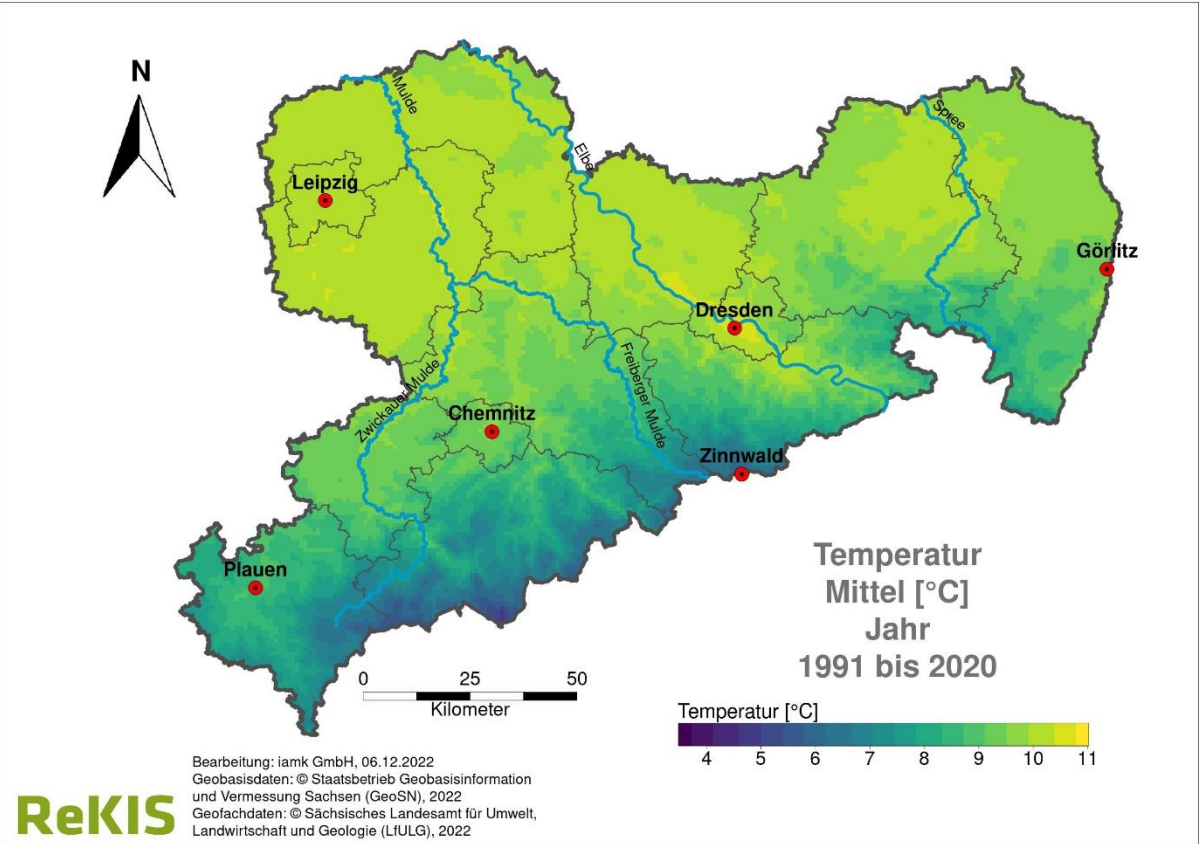 N
Mulde
Elbe
Spree
Leipzig
Görlitz
Dresden
Zwickauer Mulde
Freiberger Mulde
Chemnitz
Zinnwald
Plauen
Temperatur
Mittel [°C]
Jahr
1991 bis 2020
0 25 50
Kilometer
Temperatur [°C]
4 5 6 7 8 9 10 11
Bearbeitung: iamk GmbH, 06.12.2022
Geobasisdaten: © Staatsbetrieb Geobasisinformation
und Vermessung Sachsen (GeoSN), 2022
Geofachdaten: © Sächsisches Landesamt für Umwelt,
Landwirtschaft und Geologie (LfULG), 2022
ReKIS